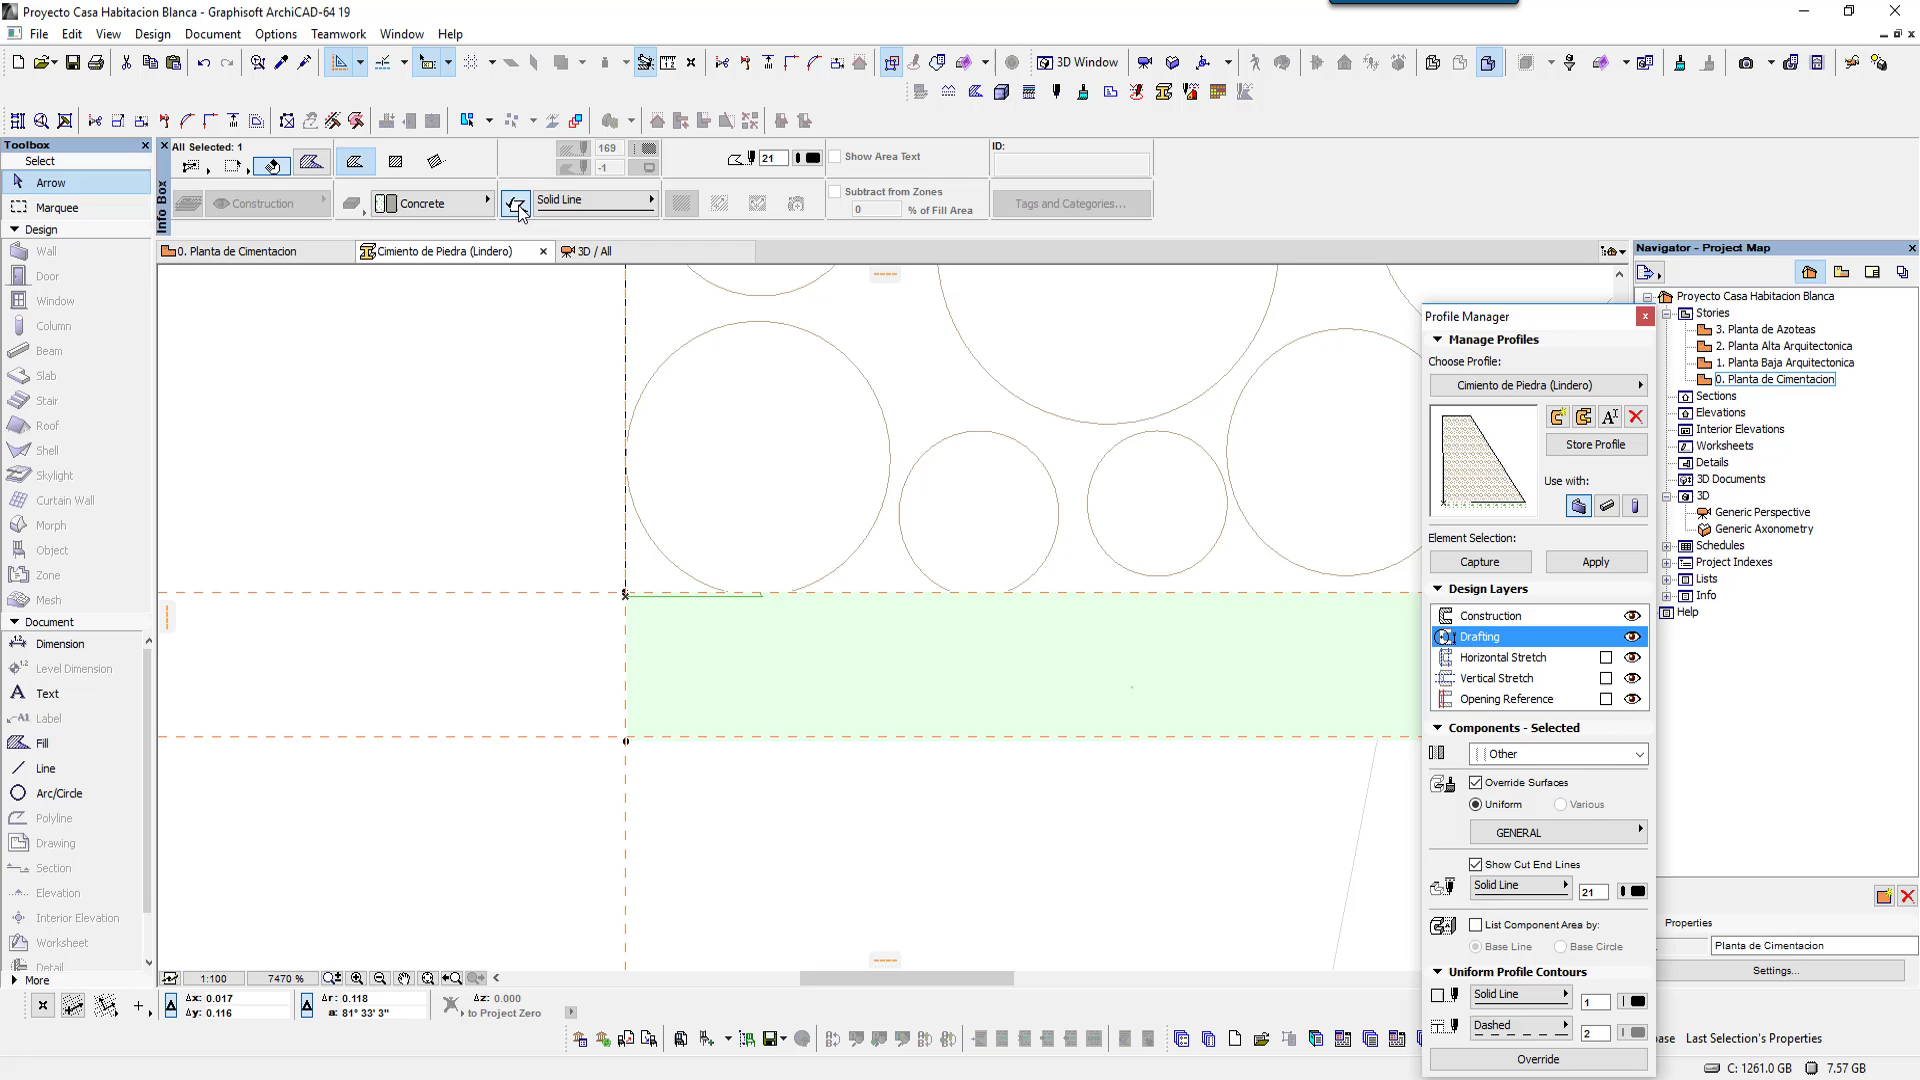 Proyecto Casa Habitacion Blanca - Graphisoft ArchiCAD-64 19
File Edit View Design Document Options Teamwork Window Help
3D Window
Toolbox
Select
Arrow
Marquee
Design
Wall
Door
Window
Column
Beam
Slab
Stair
Roof
Shell
Skylight
Curtain Wall
Morph
Object
Zone
Mesh
Document
Dimension
Level Dimension
Text
Label
Fill
Line
Arc/Circle
Polyline
Drawing
Section
Elevation
Interior Elevation
Worksheet
Detail
More
Info Box
All Selected: 1
169
-1
21
Show Area Text
ID:
Construction
Concrete
Solid Line
Subtract from Zones
0 % of Fill Area
Tags and Categories...
0. Planta de Cimentacion
Cimiento de Piedra (Lindero)
3D / All
Profile Manager
Manage Profiles
Choose Profile:
Cimiento de Piedra (Lindero)
Store Profile
Use with:
Element Selection:
Capture Apply
Design Layers
Construction
Drafting
Horizontal Stretch
Vertical Stretch
Opening Reference
Components - Selected
Other
Override Surfaces
Uniform Various
GENERAL
Show Cut End Lines
Solid Line 21
List Component Area by:
Base Line Base Circle
Uniform Profile Contours
Solid Line 1
Dashed 2
Override
Navigator - Project Map
Proyecto Casa Habitacion Blanca
Stories
3. Planta de Azoteas
2. Planta Alta Arquitectonica
1. Planta Baja Arquitectonica
0. Planta de Cimentacion
Sections
Elevations
Interior Elevations
Worksheets
Details
3D Documents
3D
Generic Perspective
Generic Axonometry
Schedules
Project Indexes
Lists
Info
Help
Properties
Planta de Cimentacion
Settings...
1:100
7470 %
Δx: 0.017
Δy: 0.116
Δr: 0.118
a: 81° 33' 3"
Δz: 0.000
to Project Zero
Last Selection's Properties
C: 1261.0 GB
7.57 GB